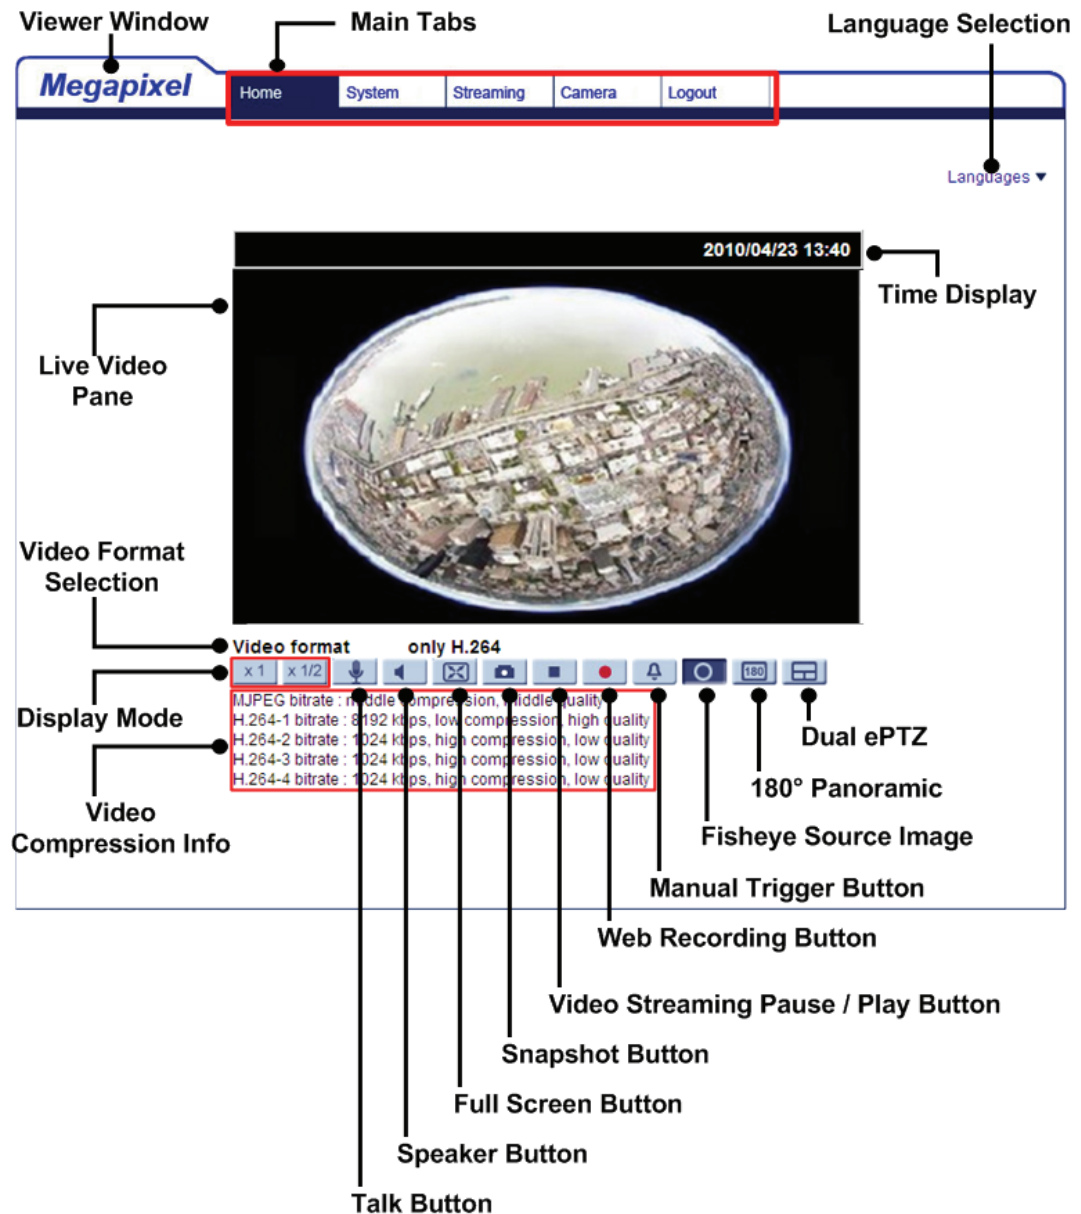 Viewer Window
Main Tabs
Language Selection
Megapixel
Home
System
Streaming
Camera
Logout
Languages
2010/04/23 13:40
Time Display
Live Video
Pane
Video Format
Selection
Video format only H.264
x 1
x 1/2
180
Display Mode
MJPEG bitrate : middle compression, middle quality
H.264-1 bitrate : 8192 kbps, low compression, high quality
H.264-2 bitrate : 1024 kbps, high compression, low quality
H.264-3 bitrate : 1024 kbps, high compression, low quality
H.264-4 bitrate : 1024 kbps, high compression, low quality
Dual ePTZ
180° Panoramic
Video
Compression Info
Fisheye Source Image
Manual Trigger Button
Web Recording Button
Video Streaming Pause / Play Button
Snapshot Button
Full Screen Button
Speaker Button
Talk Button